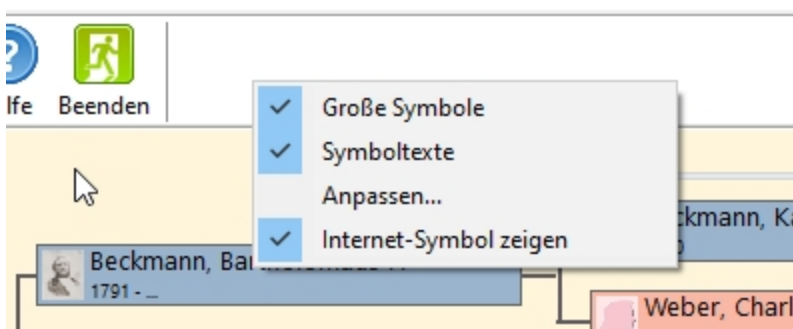 ?
lfe Beenden
Große Symbole
Symboltexte
Anpassen...
Internet-Symbol zeigen
ckmann, Ka
Beckmann, Ba
1791 - ...
Weber, Charl